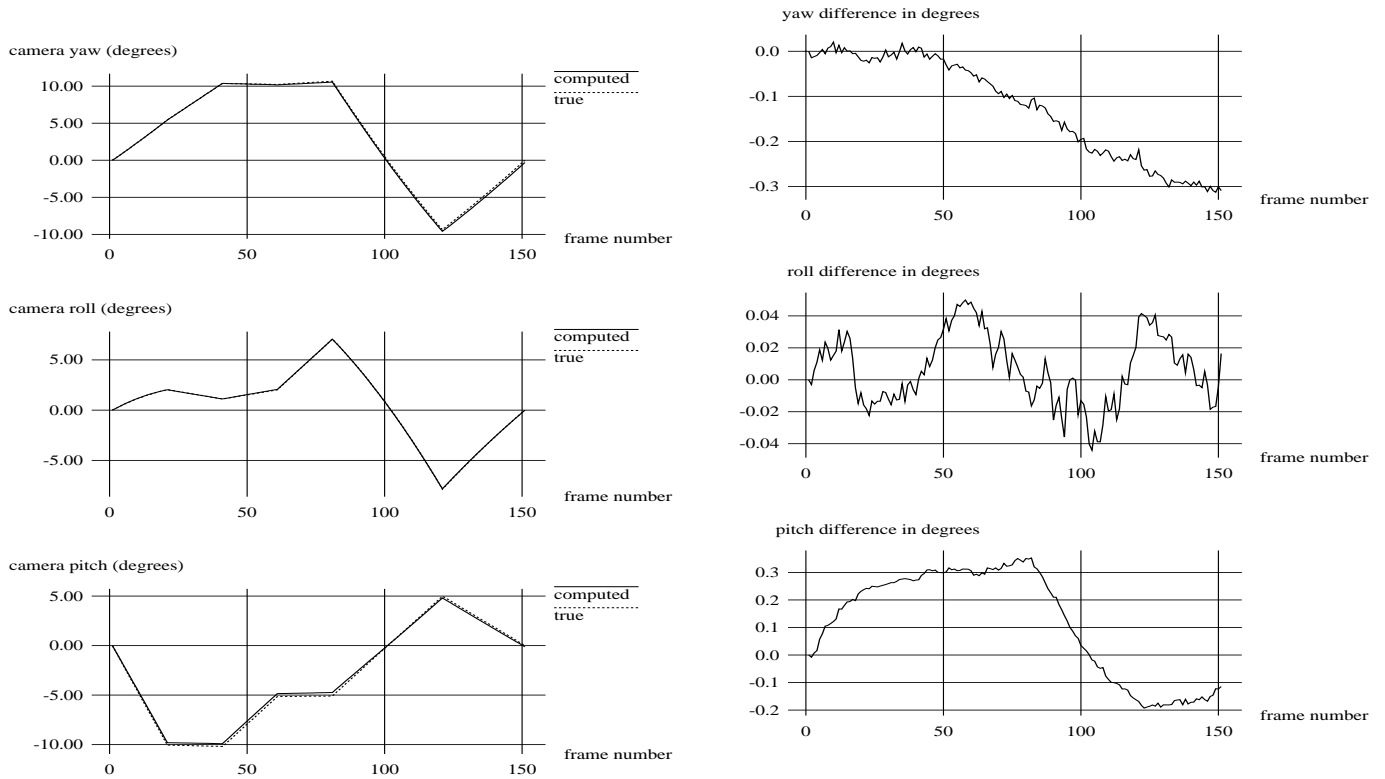 camera yaw (degrees)
computed
true
10.00
5.00
0.00
-5.00
-10.00
frame number
0 50 100 150
camera roll (degrees)
computed
true
5.00
0.00
-5.00
frame number
0 50 100 150
camera pitch (degrees)
computed
true
5.00
0.00
-5.00
-10.00
frame number
0 50 100 150
yaw difference in degrees
0.0
-0.1
-0.2
-0.3
frame number
0 50 100 150
roll difference in degrees
0.04
0.02
0.00
-0.02
-0.04
frame number
0 50 100 150
pitch difference in degrees
0.3
0.2
0.1
0.0
-0.1
-0.2
frame number
0 50 100 150